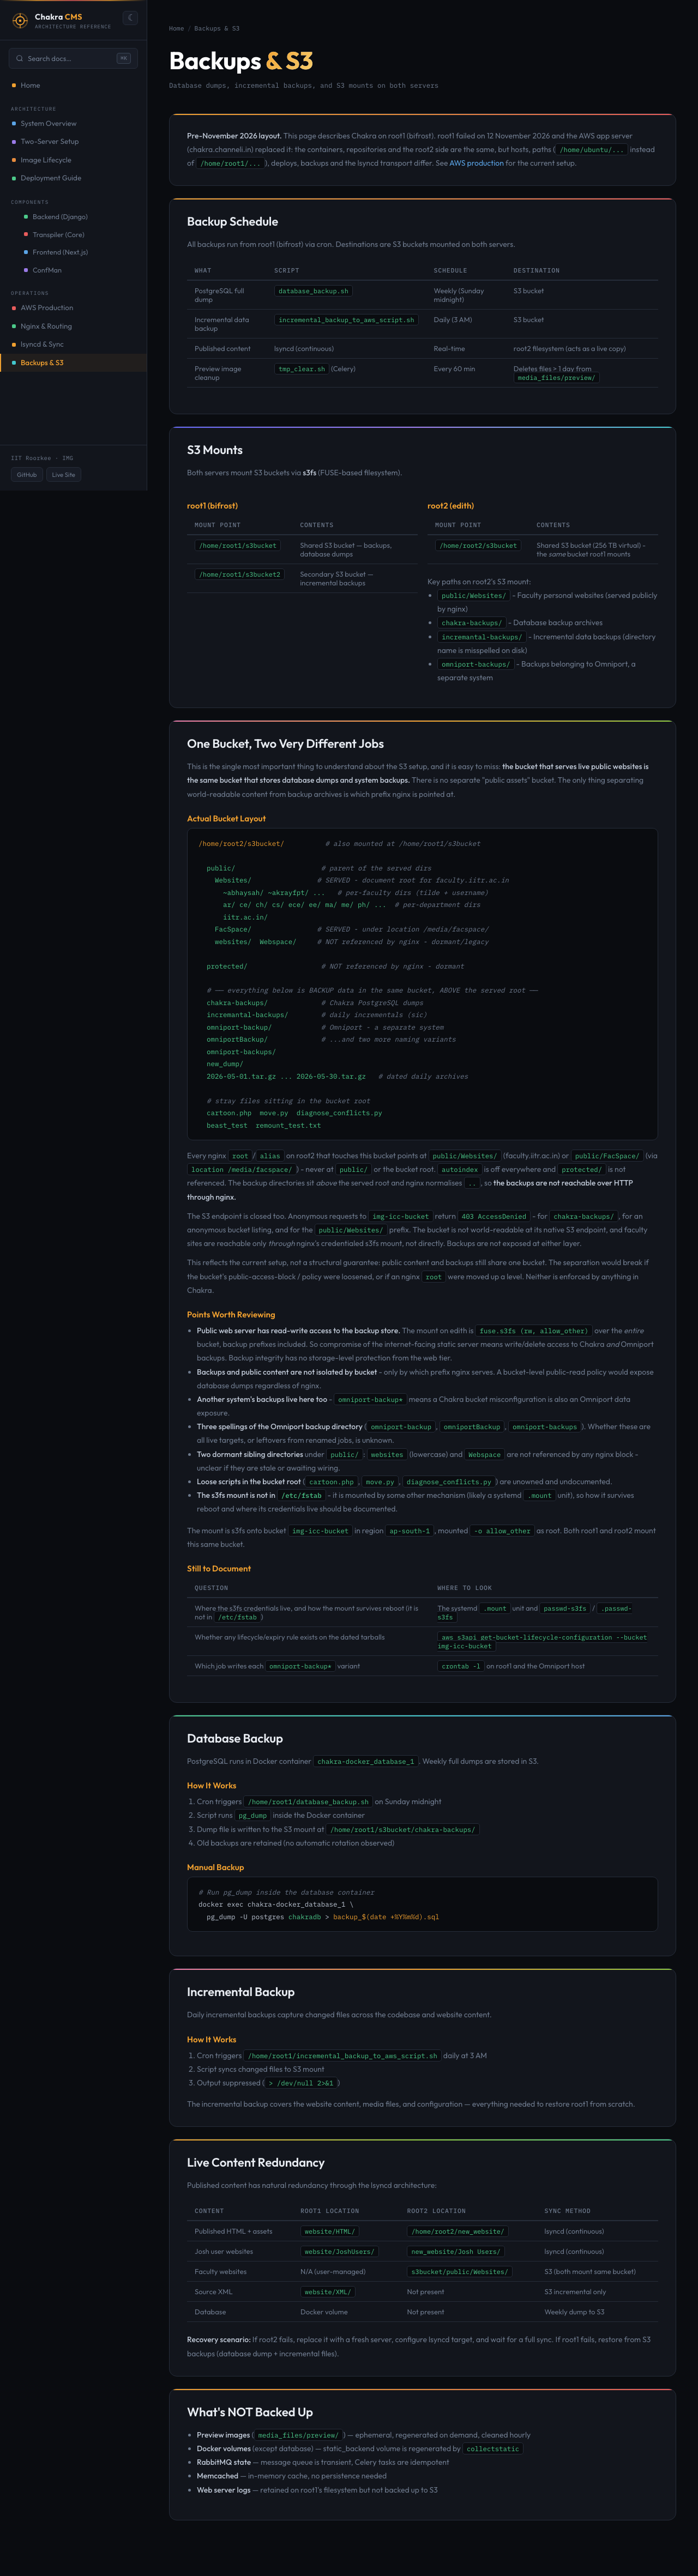 Chakra CMS
ARCHITECTURE REFERENCE
Search docs...
⌘K
Home
ARCHITECTURE
System Overview
Two-Server Setup
Image Lifecycle
Deployment Guide
COMPONENTS
Backend (Django)
Transpiler (Core)
Frontend (Next.js)
ConfMan
OPERATIONS
AWS Production
Nginx & Routing
lsyncd & Sync
Backups & S3
IIT Roorkee · IMG
GitHub Live Site
Home / Backups & S3
Backups & S3
Database dumps, incremental backups, and S3 mounts on both servers
Pre-November 2026 layout. This page describes Chakra on root1 (bifrost). root1 failed on 12 November 2026 and the AWS app server
(chakra.channeli.in) replaced it: the containers, repositories and the root2 side are the same, but hosts, paths ( /home/ubuntu/... instead
of /home/root1/... ), deploys, backups and the lsyncd transport differ. See AWS production for the current setup.
Backup Schedule
All backups run from root1 (bifrost) via cron. Destinations are S3 buckets mounted on both servers.
WHAT SCRIPT SCHEDULE DESTINATION
PostgreSQL full dump database_backup.sh Weekly (Sunday midnight) S3 bucket
Incremental data backup incremental_backup_to_aws_script.sh Daily (3 AM) S3 bucket
Published content lsyncd (continuous) Real-time root2 filesystem (acts as a live copy)
Preview image cleanup tmp_clear.sh (Celery) Every 60 min Deletes files > 1 day from media_files/preview/
S3 Mounts
Both servers mount S3 buckets via s3fs (FUSE-based filesystem).
root1 (bifrost)
MOUNT POINT CONTENTS
/home/root1/s3bucket Shared S3 bucket — backups, database dumps
/home/root1/s3bucket2 Secondary S3 bucket — incremental backups
root2 (edith)
MOUNT POINT CONTENTS
/home/root2/s3bucket Shared S3 bucket (256 TB virtual) - the same bucket root1 mounts
Key paths on root2's S3 mount:
public/Websites/ - Faculty personal websites (served publicly
by nginx)
chakra-backups/ - Database backup archives
incremantal-backups/ - Incremental data backups (directory
name is misspelled on disk)
omniport-backups/ - Backups belonging to Omniport, a
separate system
One Bucket, Two Very Different Jobs
This is the single most important thing to understand about the S3 setup, and it is easy to miss: the bucket that serves live public websites is
the same bucket that stores database dumps and system backups. There is no separate "public assets" bucket. The only thing separating
world-readable content from backup archives is which prefix nginx is pointed at.
Actual Bucket Layout
/home/root2/s3bucket/ # also mounted at /home/root1/s3bucket
public/ # parent of the served dirs
Websites/ # SERVED - document root for faculty.iitr.ac.in
~abhaysah/ ~akrayfpt/ ... # per-faculty dirs (tilde + username)
ar/ ce/ ch/ cs/ ece/ ee/ ma/ me/ ph/ ... # per-department dirs
iitr.ac.in/
FacSpace/ # SERVED - under location /media/facspace/
websites/ Webspace/ # NOT referenced by nginx - dormant/legacy
protected/ # NOT referenced by nginx - dormant
# —— everything below is BACKUP data in the same bucket, ABOVE the served root ——
chakra-backups/ # Chakra PostgreSQL dumps
incremantal-backups/ # daily incrementals (sic)
omniport-backup/ # Omniport - a separate system
omniportBackup/ # ...and two more naming variants
omniport-backups/
new_dump/
2026-05-01.tar.gz ... 2026-05-30.tar.gz # dated daily archives
# stray files sitting in the bucket root
cartoon.php move.py diagnose_conflicts.py
beast_test remount_test.txt
Every nginx root / alias on root2 that touches this bucket points at public/Websites/ (faculty.iitr.ac.in) or public/FacSpace/ (via
location /media/facspace/ ) - never at public/ or the bucket root. autoindex is off everywhere and protected/ is not
referenced. The backup directories sit above the served root and nginx normalises .. , so the backups are not reachable over HTTP
through nginx.
The S3 endpoint is closed too. Anonymous requests to img-icc-bucket return 403 AccessDenied - for chakra-backups/ , for an
anonymous bucket listing, and for the public/Websites/ prefix. The bucket is not world-readable at its native S3 endpoint, and faculty
sites are reachable only through nginx's credentialed s3fs mount, not directly. Backups are not exposed at either layer.
This reflects the current setup, not a structural guarantee: public content and backups still share one bucket. The separation would break if
the bucket's public-access-block / policy were loosened, or if an nginx root were moved up a level. Neither is enforced by anything in
Chakra.
Points Worth Reviewing
Public web server has read-write access to the backup store. The mount on edith is fuse.s3fs (rw, allow_other) over the entire
bucket, backup prefixes included. So compromise of the internet-facing static server means write/delete access to Chakra and Omniport
backups. Backup integrity has no storage-level protection from the web tier.
Backups and public content are not isolated by bucket - only by which prefix nginx serves. A bucket-level public-read policy would expose
database dumps regardless of nginx.
Another system's backups live here too - omniport-backup* means a Chakra bucket misconfiguration is also an Omniport data
exposure.
Three spellings of the Omniport backup directory ( omniport-backup , omniportBackup , omniport-backups ). Whether these are
all live targets, or leftovers from renamed jobs, is unknown.
Two dormant sibling directories under public/ : websites (lowercase) and Webspace are not referenced by any nginx block -
unclear if they are stale or awaiting wiring.
Loose scripts in the bucket root ( cartoon.php , move.py , diagnose_conflicts.py ) are unowned and undocumented.
The s3fs mount is not in /etc/fstab - it is mounted by some other mechanism (likely a systemd .mount unit), so how it survives
reboot and where its credentials live should be documented.
The mount is s3fs onto bucket img-icc-bucket in region ap-south-1 , mounted -o allow_other as root. Both root1 and root2 mount
this same bucket.
Still to Document
QUESTION WHERE TO LOOK
Where the s3fs credentials live, and how the mount survives reboot (it is not in /etc/fstab ) The systemd .mount unit and passwd-s3fs / .passwd-s3fs
Whether any lifecycle/expiry rule exists on the dated tarballs aws s3api get-bucket-lifecycle-configuration --bucket img-icc-bucket
Which job writes each omniport-backup* variant crontab -l on root1 and the Omniport host
Database Backup
PostgreSQL runs in Docker container chakra-docker_database_1 . Weekly full dumps are stored in S3.
How It Works
1. Cron triggers /home/root1/database_backup.sh on Sunday midnight
2. Script runs pg_dump inside the Docker container
3. Dump file is written to the S3 mount at /home/root1/s3bucket/chakra-backups/
4. Old backups are retained (no automatic rotation observed)
Manual Backup
# Run pg_dump inside the database container
docker exec chakra-docker_database_1 \
pg_dump -U postgres chakradb > backup_$(date +%Y%m%d).sql
Incremental Backup
Daily incremental backups capture changed files across the codebase and website content.
How It Works
1. Cron triggers /home/root1/incremental_backup_to_aws_script.sh daily at 3 AM
2. Script syncs changed files to S3 mount
3. Output suppressed ( > /dev/null 2>&1 )
The incremental backup covers the website content, media files, and configuration — everything needed to restore root1 from scratch.
Live Content Redundancy
Published content has natural redundancy through the lsyncd architecture:
CONTENT ROOT1 LOCATION ROOT2 LOCATION SYNC METHOD
Published HTML + assets website/HTML/ /home/root2/new_website/ lsyncd (continuous)
Josh user websites website/JoshUsers/ new_website/Josh Users/ lsyncd (continuous)
Faculty websites N/A (user-managed) s3bucket/public/Websites/ S3 (both mount same bucket)
Source XML website/XML/ Not present S3 incremental only
Database Docker volume Not present Weekly dump to S3
Recovery scenario: If root2 fails, replace it with a fresh server, configure lsyncd target, and wait for a full sync. If root1 fails, restore from S3
backups (database dump + incremental files).
What's NOT Backed Up
Preview images ( media_files/preview/ ) — ephemeral, regenerated on demand, cleaned hourly
Docker volumes (except database) — static_backend volume is regenerated by collectstatic
RabbitMQ state — message queue is transient, Celery tasks are idempotent
Memcached — in-memory cache, no persistence needed
Web server logs — retained on root1's filesystem but not backed up to S3